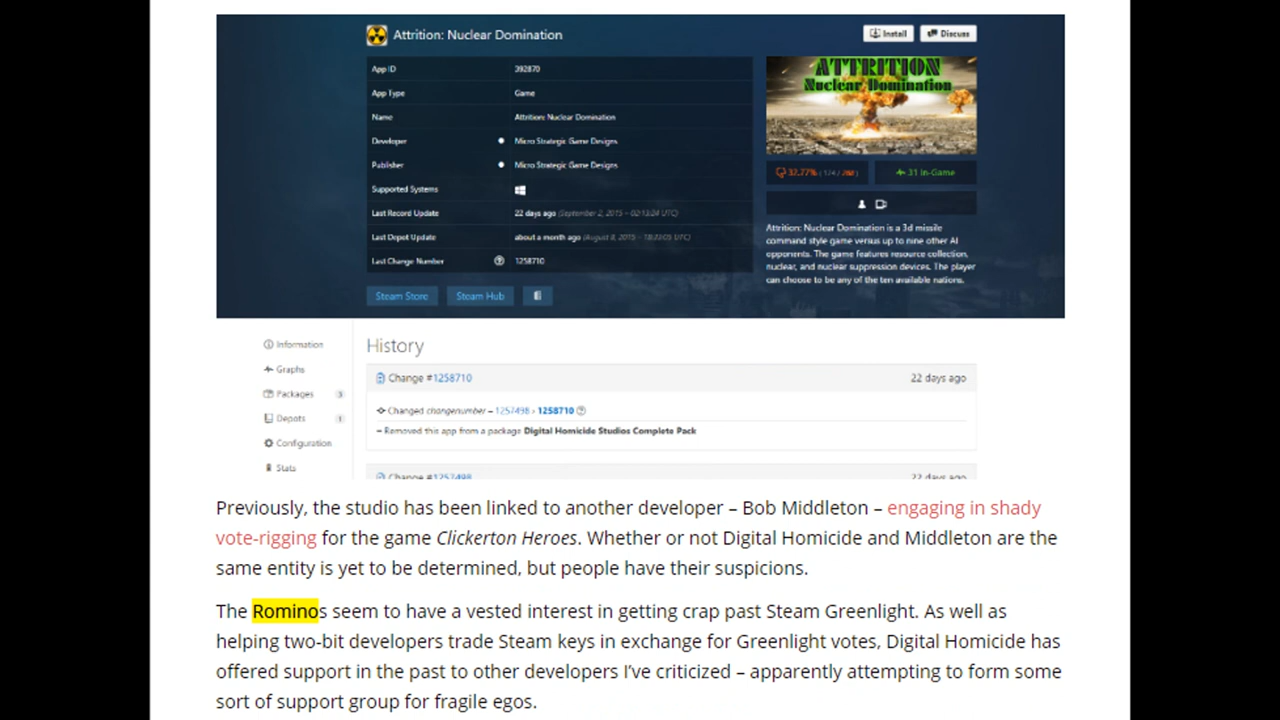 Attrition: Nuclear Domination
Install
Discuss
App ID 392870
App Type Game
Name Attrition: Nuclear Domination
Developer Micro Strategic Game Designs
Publisher Micro Strategic Game Designs
Supported Systems
Last Record Update 22 days ago (September 2, 2015 – 02:13:24 UTC)
Last Depot Update about a month ago (August 8, 2015 – UTC)
Last Change Number 1258710
Steam Store
Steam Hub
ATTRITION
Nuclear Domination
31 In-Game
Attrition: Nuclear Domination is a 3d missile
command style game versus up to nine other AI
opponents. The game features resource collection,
nuclear, and nuclear suppression devices. The player
can choose to be any of the ten available nations.
Information
Graphs
Packages 3
Depots 1
Configuration
Stats
History
Change #1258710 22 days ago
Changed changenumber – 1257498 › 1258710
– Removed this app from a package Digital Homicide Studios Complete Pack
Change #1257498 22 days ago
Previously, the studio has been linked to another developer – Bob Middleton – engaging in shady
vote-rigging for the game Clickerton Heroes. Whether or not Digital Homicide and Middleton are the
same entity is yet to be determined, but people have their suspicions.
The Rominos seem to have a vested interest in getting crap past Steam Greenlight. As well as
helping two-bit developers trade Steam keys in exchange for Greenlight votes, Digital Homicide has
offered support in the past to other developers I’ve criticized – apparently attempting to form some
sort of support group for fragile egos.